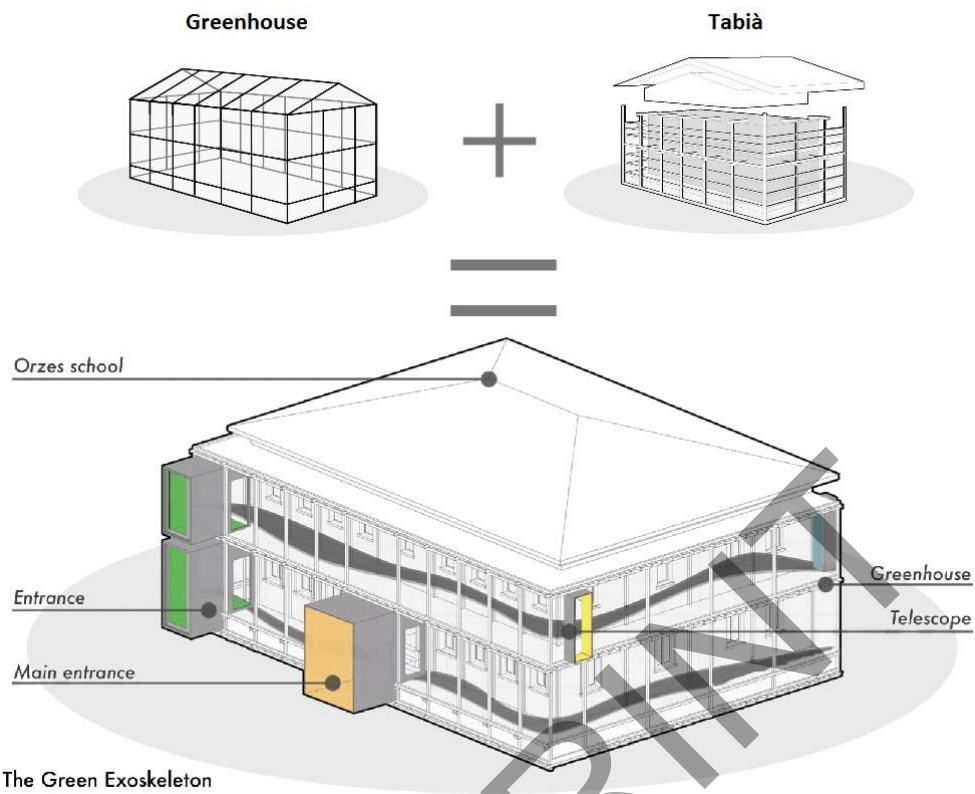 Greenhouse
Tabià
Orzes school
Greenhouse
Entrance
Telescope
Main entrance
The Green Exoskeleton